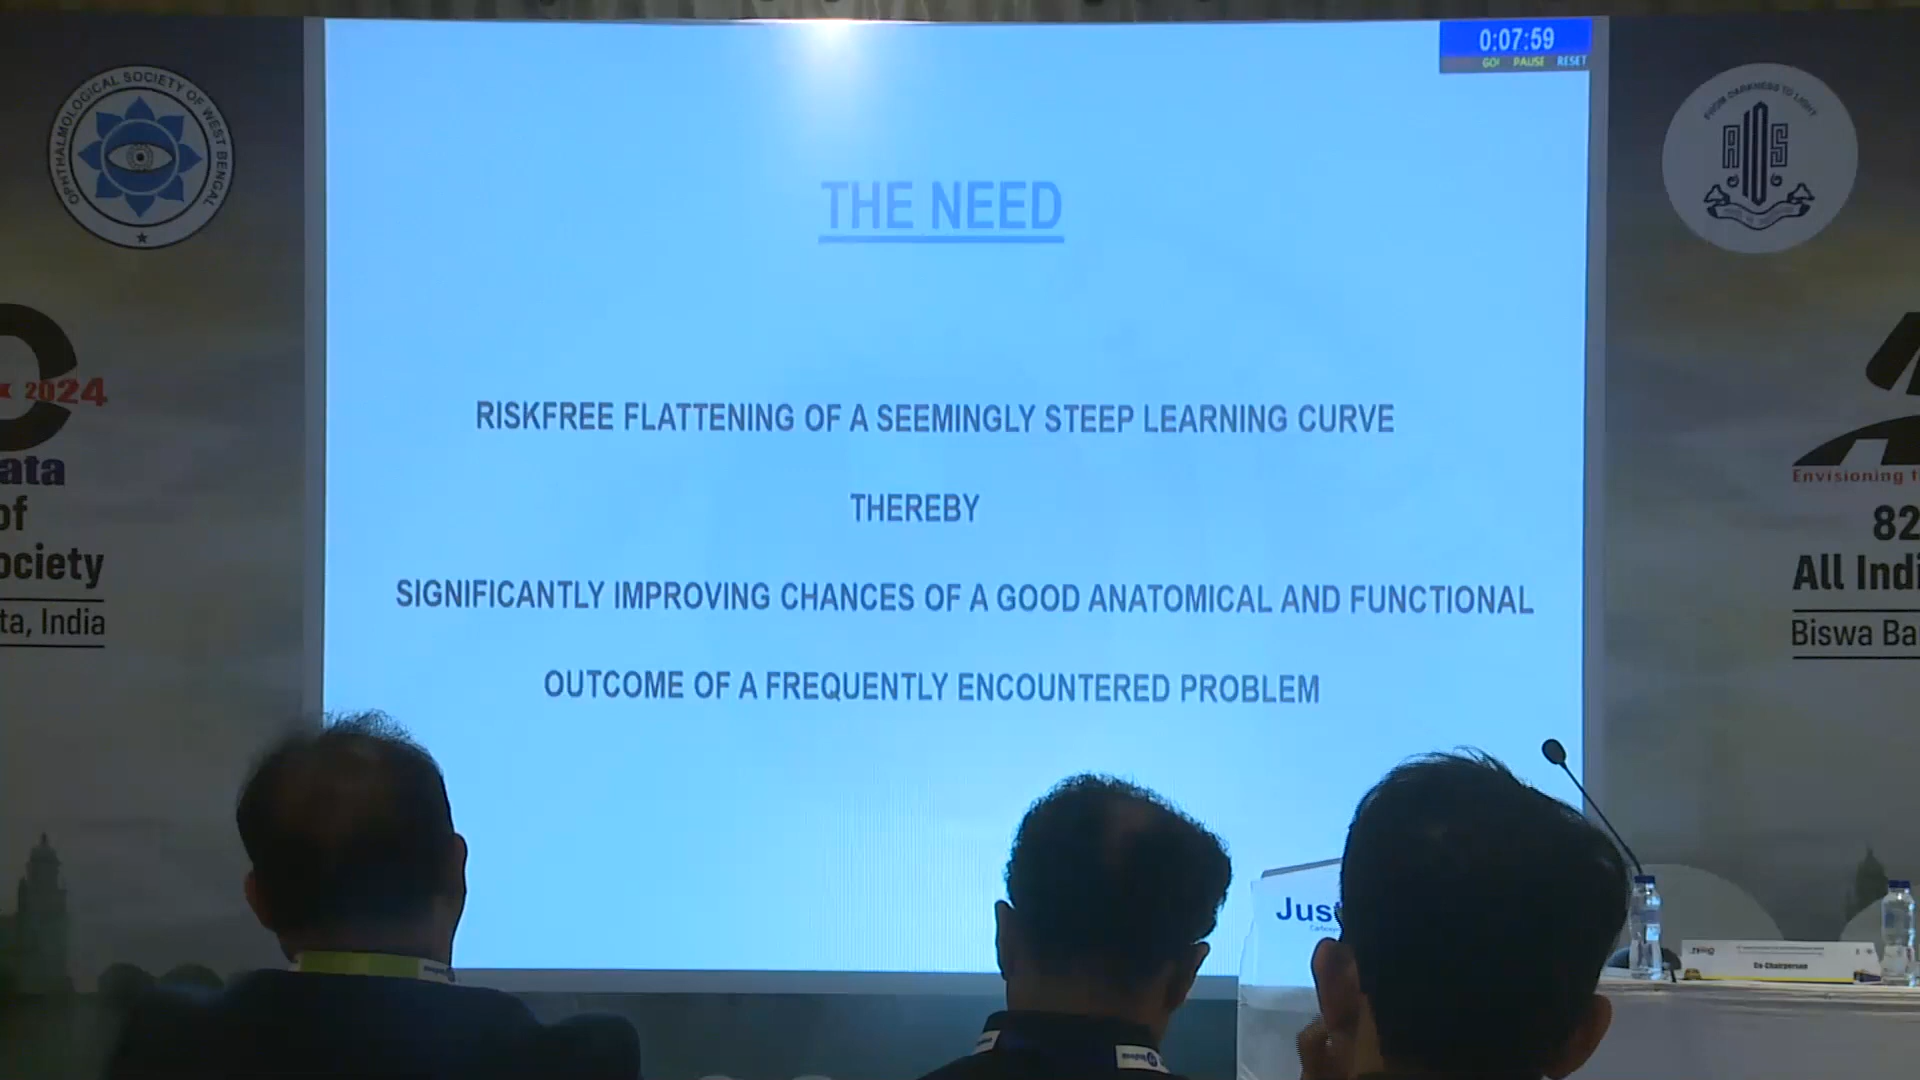 0:07:59
GO! PAUSE RESET
OPHTHALMOLOGICAL SOCIETY OF WEST BENGAL
FROM DARKNESS TO LIGHT
AIOS
THE NEED
RISKFREE FLATTENING OF A SEEMINGLY STEEP LEARNING CURVE
THEREBY
SIGNIFICANTLY IMPROVING CHANCES OF A GOOD ANATOMICAL AND FUNCTIONAL
OUTCOME OF A FREQUENTLY ENCOUNTERED PROBLEM
2024
ata
of
ociety
ta, India
Envisioning t
82
All Indi
Biswa Ba
Just
Co-Chairperson